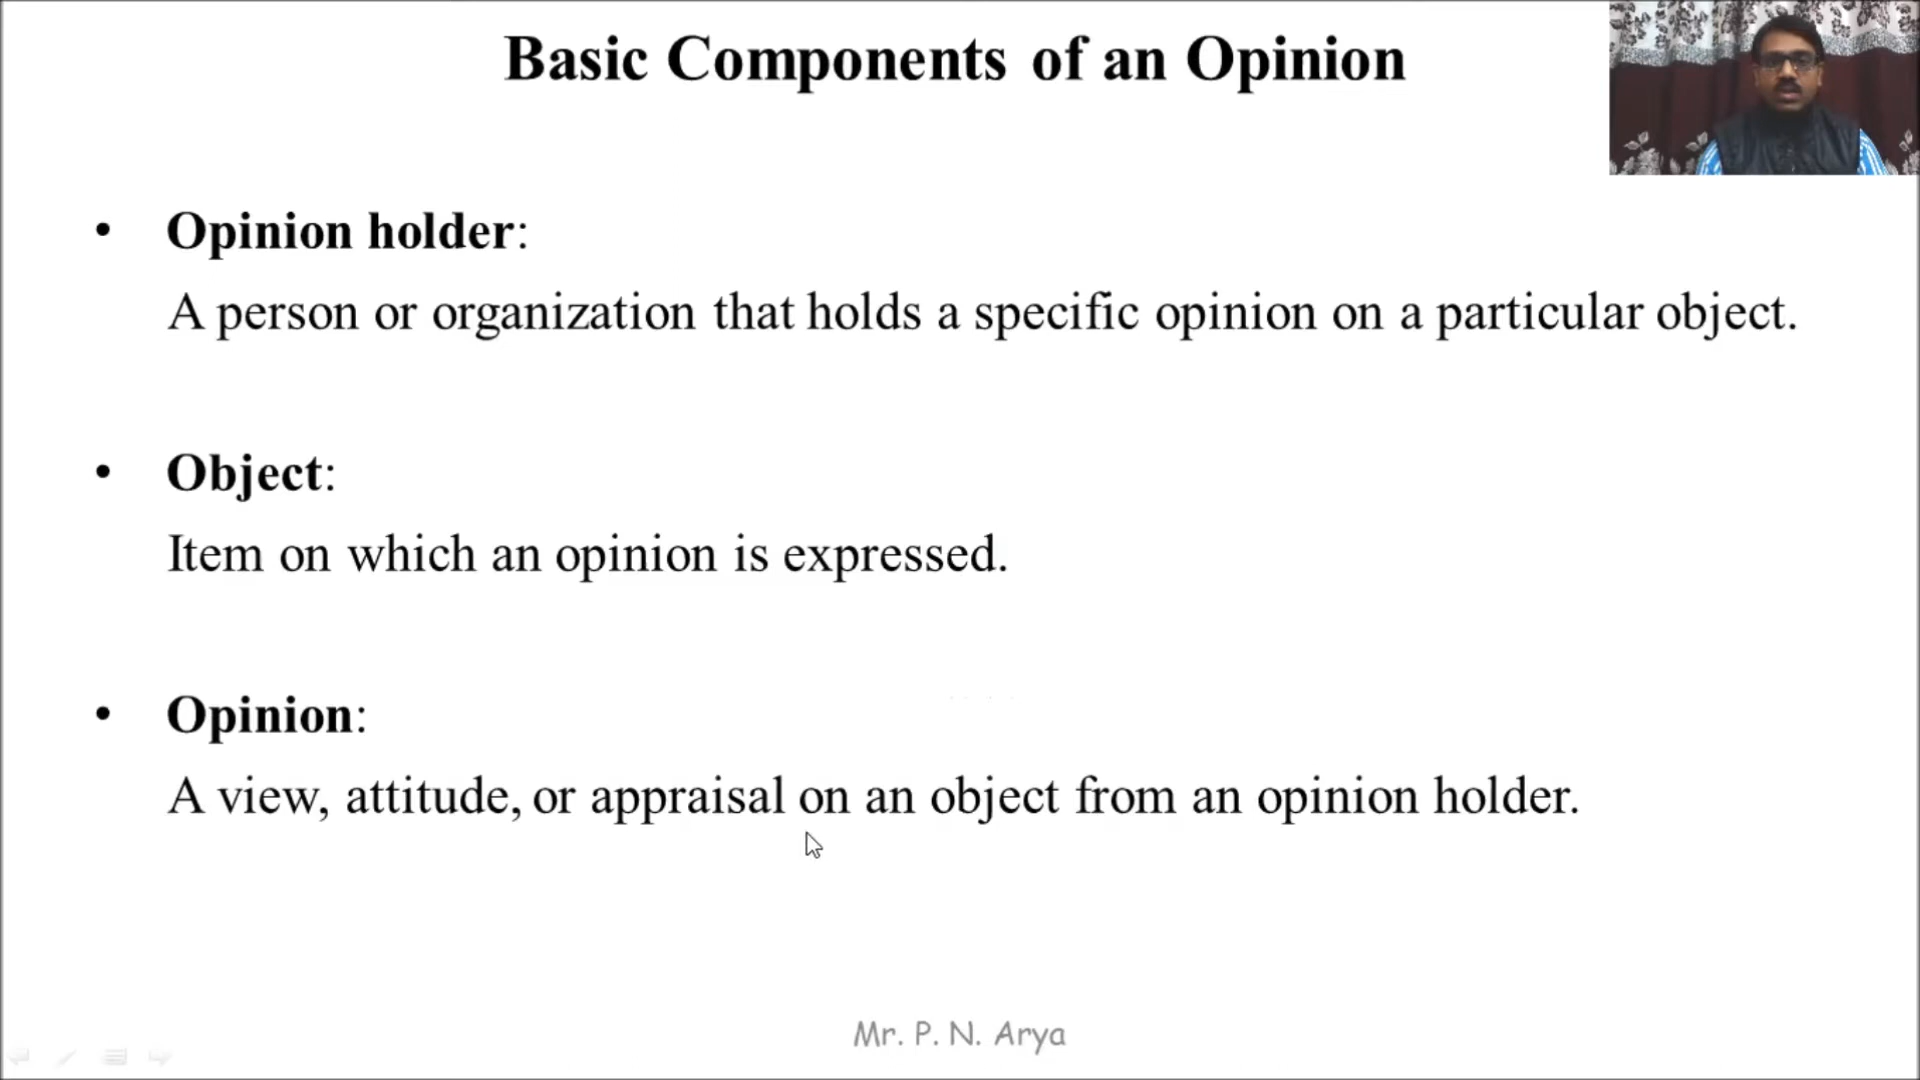 Basic Components of an Opinion
• Opinion holder:
A person or organization that holds a specific opinion on a particular object.
• Object:
Item on which an opinion is expressed.
• Opinion:
A view, attitude, or appraisal on an object from an opinion holder.
Mr. P. N. Arya